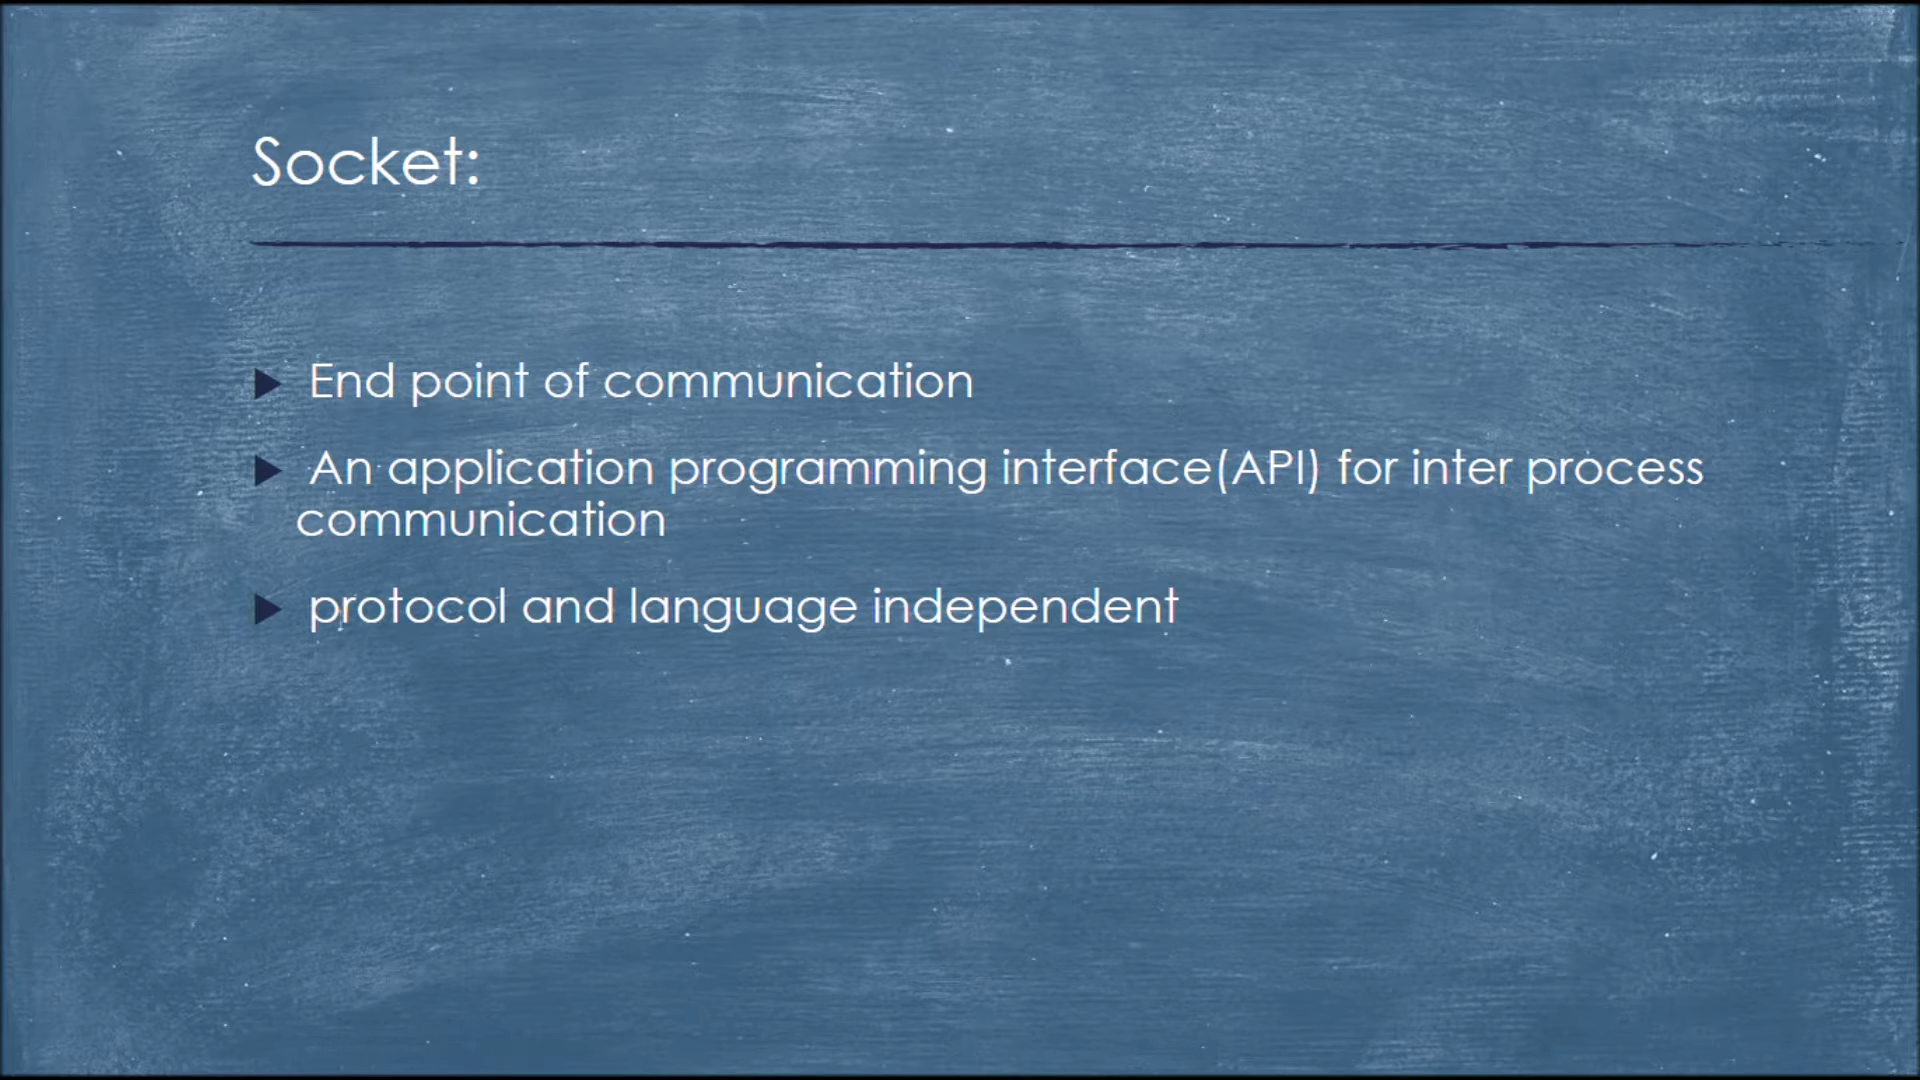 Socket:
End point of communication
An application programming interface(API) for inter process
communication
protocol and language independent